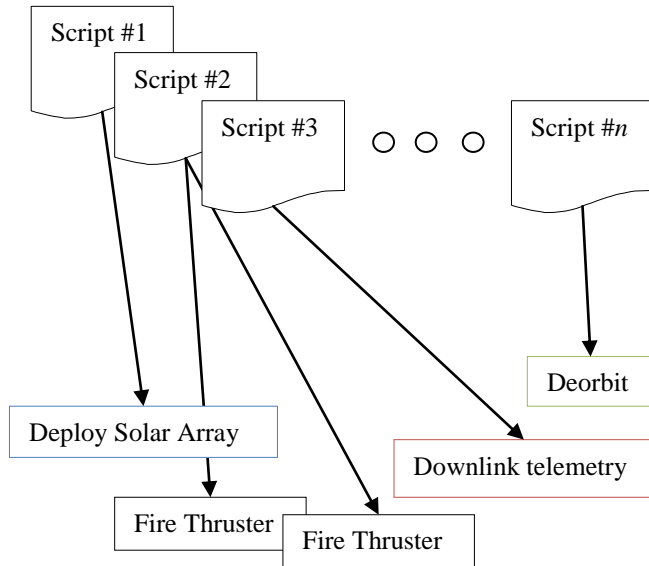 Script #1
Script #2
Script #3
Script #n
Deorbit
Deploy Solar Array
Downlink telemetry
Fire Thruster
Fire Thruster